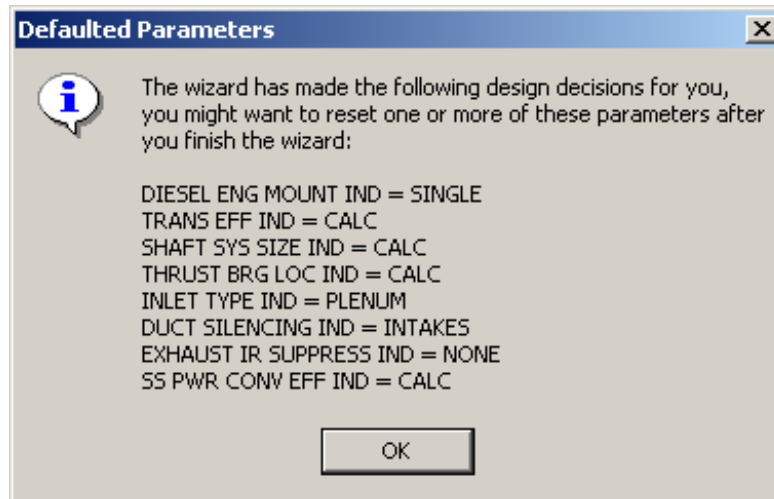 Defaulted Parameters
The wizard has made the following design decisions for you,
you might want to reset one or more of these parameters after
you finish the wizard:
DIESEL ENG MOUNT IND = SINGLE
TRANS EFF IND = CALC
SHAFT SYS SIZE IND = CALC
THRUST BRG LOC IND = CALC
INLET TYPE IND = PLENUM
DUCT SILENCING IND = INTAKES
EXHAUST IR SUPPRESS IND = NONE
SS PWR CONV EFF IND = CALC
OK